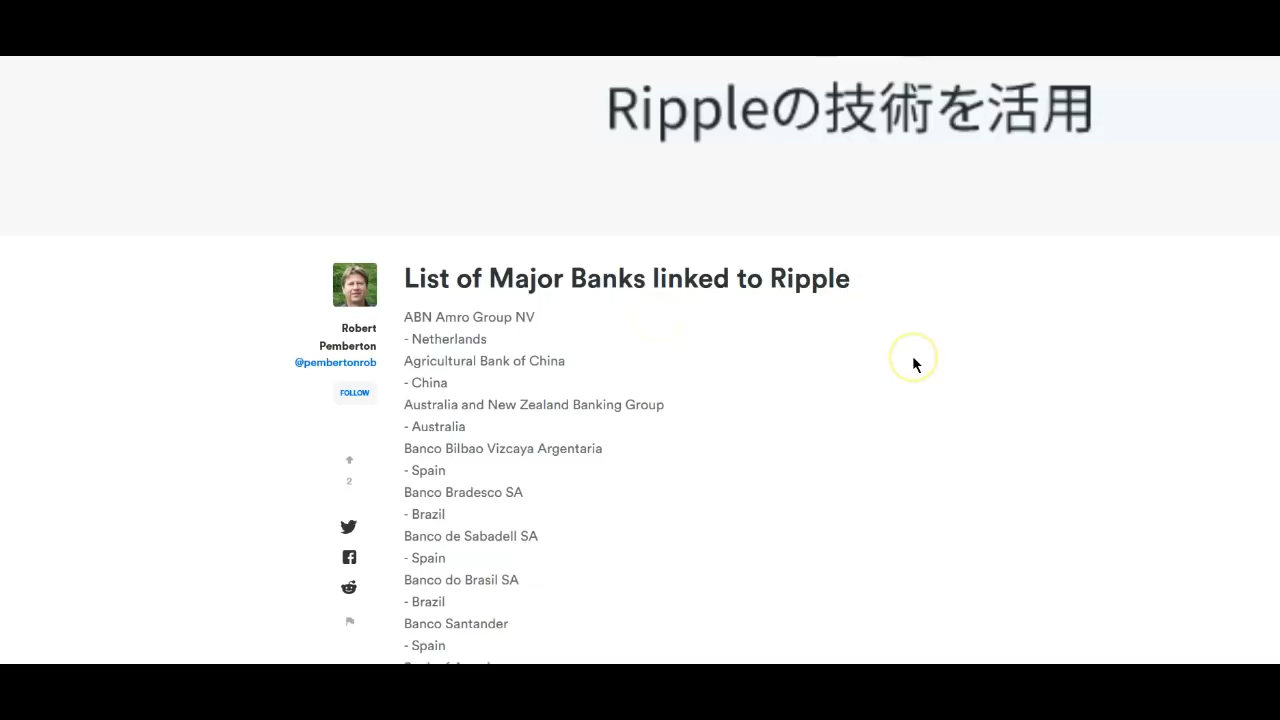 Rippleの技術を活用
List of Major Banks linked to Ripple
Robert
Pemberton
@pembertonrob
FOLLOW
2
ABN Amro Group NV
- Netherlands
Agricultural Bank of China
- China
Australia and New Zealand Banking Group
- Australia
Banco Bilbao Vizcaya Argentaria
- Spain
Banco Bradesco SA
- Brazil
Banco de Sabadell SA
- Spain
Banco do Brasil SA
- Brazil
Banco Santander
- Spain